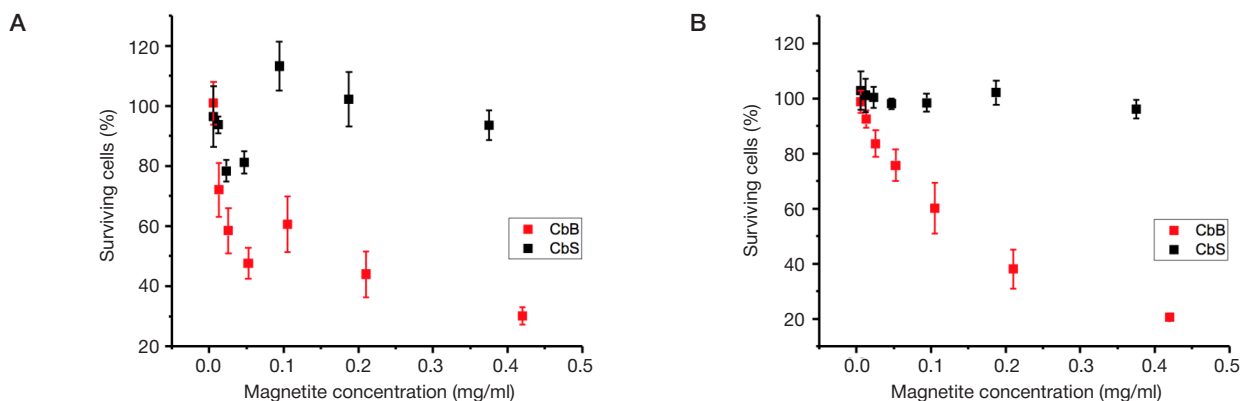 A
Surviving cells (%)
120
100
80
60
40
20
0.0 0.1 0.2 0.3 0.4 0.5
Magnetite concentration (mg/ml)
CbB
CbS
B
Surviving cells (%)
120
100
80
60
40
20
0.0 0.1 0.2 0.3 0.4 0.5
Magnetite concentration (mg/ml)
CbB
CbS